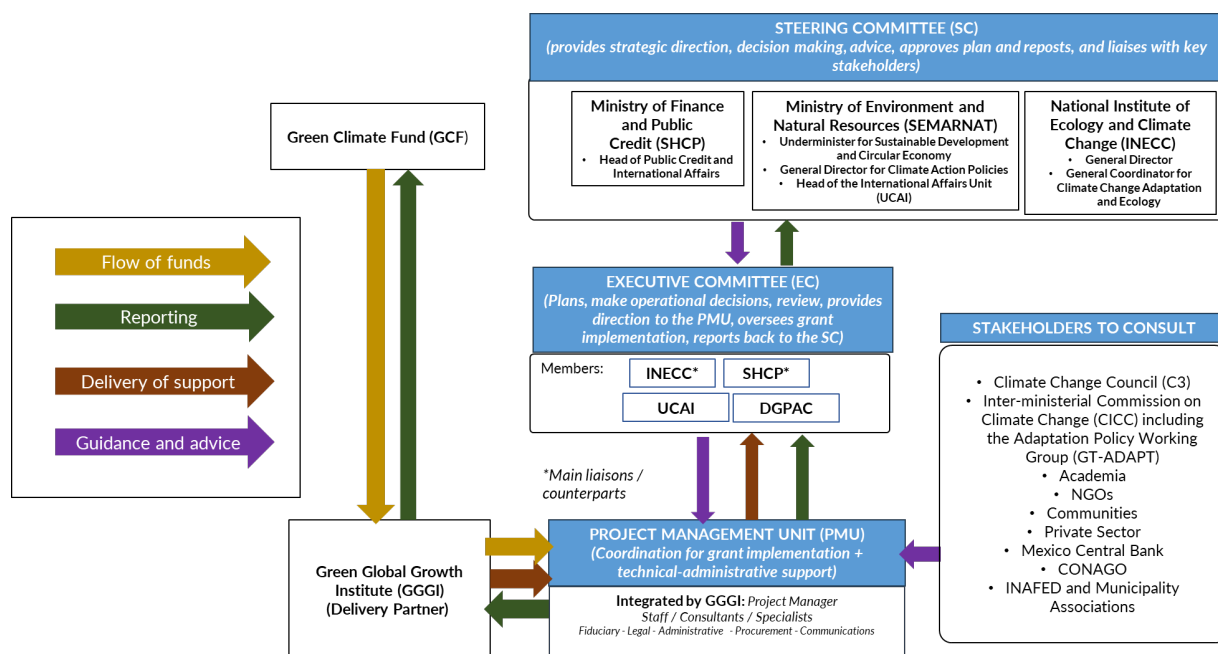 STEERING COMMITTEE (SC)
(provides strategic direction, decision making, advice, approves plan and reposts, and liaises with key
stakeholders)
Ministry of Finance
and Public
Credit (SHCP)
• Head of Public Credit and
International Affairs
Ministry of Environment and
Natural Resources (SEMARNAT)
• Underminister for Sustainable Development
and Circular Economy
• General Director for Climate Action Policies
• Head of the International Affairs Unit
(UCAI)
National Institute of
Ecology and Climate
Change (INECC)
• General Director
• General Coordinator for
Climate Change Adaptation
and Ecology
Green Climate Fund (GCF)
Flow of funds
Reporting
Delivery of support
Guidance and advice
EXECUTIVE COMMITTEE (EC)
(Plans, make operational decisions, review, provides
direction to the PMU, oversees grant
implementation, reports back to the SC)
Members:
INECC*
SHCP*
UCAI
DGPAC
*Main liaisons /
counterparts
STAKEHOLDERS TO CONSULT
• Climate Change Council (C3)
• Inter-ministerial Commission on
Climate Change (CICC) including
the Adaptation Policy Working
Group (GT-ADAPT)
• Academia
• NGOs
• Communities
• Private Sector
• Mexico Central Bank
• CONAGO
• INAFED and Municipality
Associations
Green Global Growth
Institute (GGGI)
(Delivery Partner)
PROJECT MANAGEMENT UNIT (PMU)
(Coordination for grant implementation +
technical-administrative support)
Integrated by GGGI: Project Manager
Staff / Consultants / Specialists
Fiduciary - Legal - Administrative - Procurement - Communications